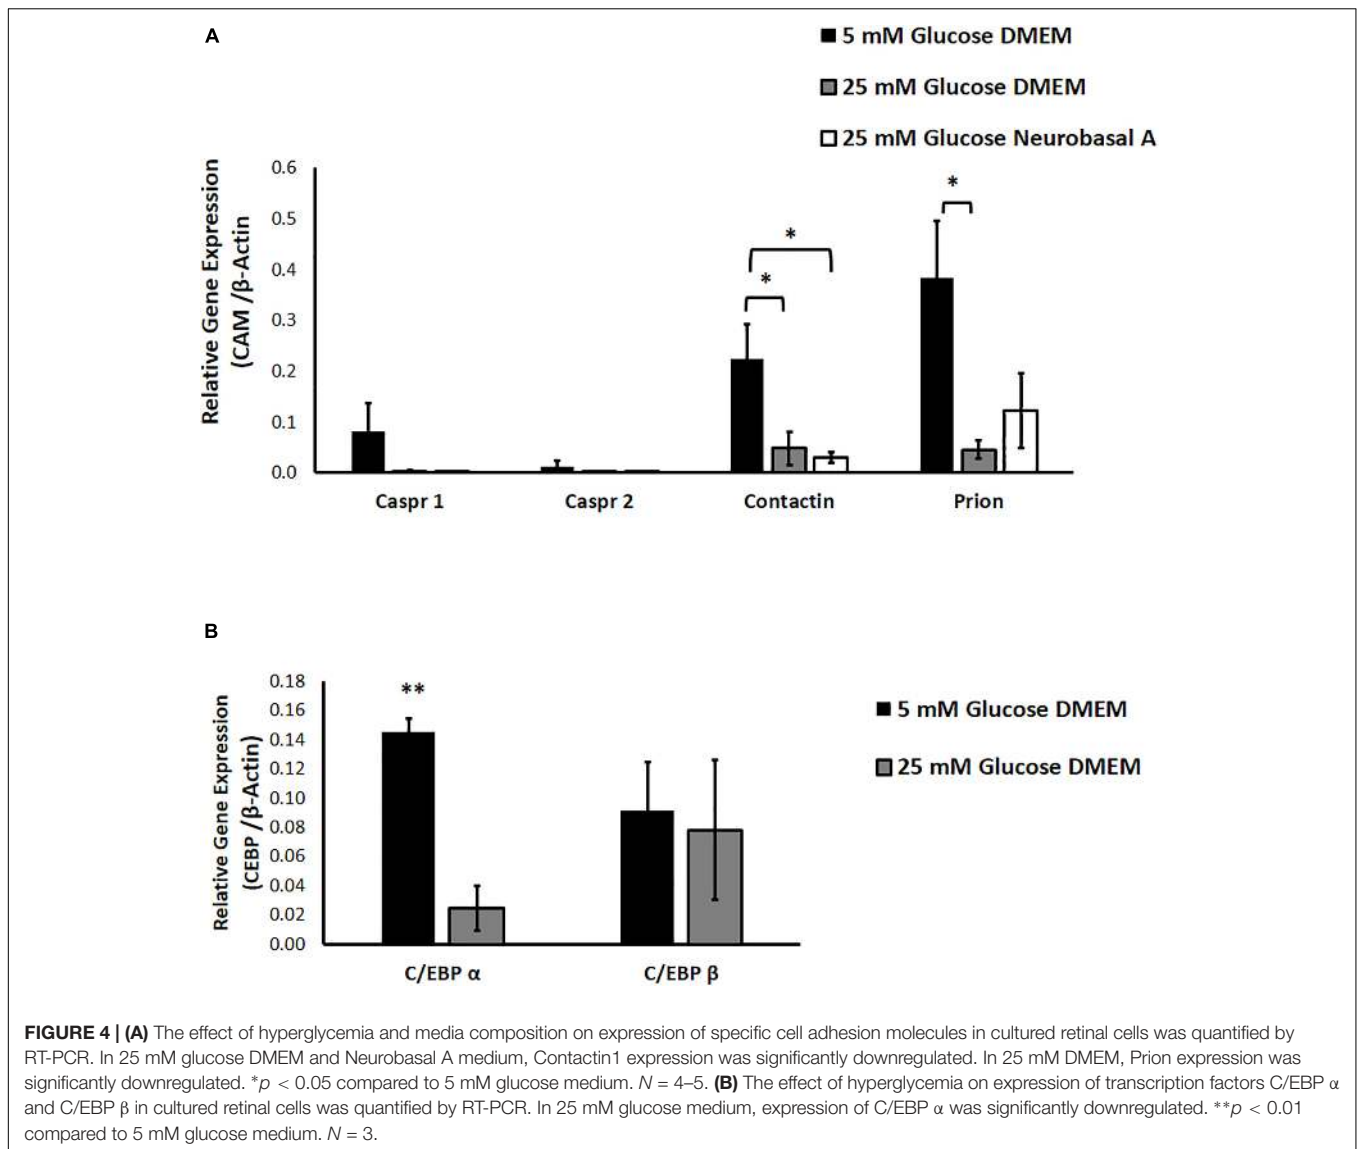 A
5 mM Glucose DMEM
25 mM Glucose DMEM
25 mM Glucose Neurobasal A
Relative Gene Expression
(CAM /β-Actin
0.6
0.5
0.4
0.3
0.2
0.1
0.0
*
*
*
Caspr 1
Caspr 2
Contactin
Prion
B
5 mM Glucose DMEM
25 mM Glucose DMEM
Relative Gene Expression
(CEBP /β-Actin)
0.18
0.16
0.14
0.12
0.10
0.08
0.06
0.04
0.02
0.00
**
C/EBP α
C/EBP β
FIGURE 4 | (A) The effect of hyperglycemia and media composition on expression of specific cell adhesion molecules in cultured retinal cells was quantified by
RT-PCR. In 25 mM glucose DMEM and Neurobasal A medium, Contactin1 expression was significantly downregulated. In 25 mM DMEM, Prion expression was
significantly downregulated. *p < 0.05 compared to 5 mM glucose medium. N = 4–5. (B) The effect of hyperglycemia on expression of transcription factors C/EBP α
and C/EBP β in cultured retinal cells was quantified by RT-PCR. In 25 mM glucose medium, expression of C/EBP α was significantly downregulated. **p < 0.01
compared to 5 mM glucose medium. N = 3.